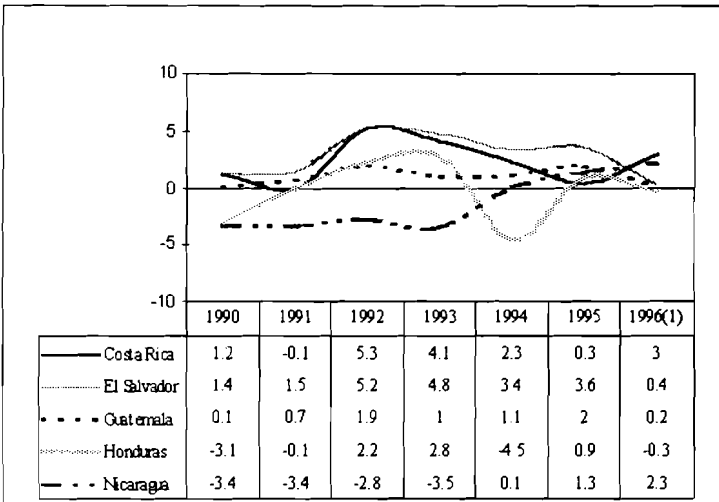 10
5
0
-5
-10
1990 1991 1992 1993 1994 1995 1996(1)
Costa Rica 1.2 -0.1 5.3 4.1 2.3 0.3 3
El Salvador 1.4 1.5 5.2 4.8 3.4 3.6 0.4
Guatemala 0.1 0.7 1.9 1 1.1 2 0.2
Honduras -3.1 -0.1 2.2 2.8 -4.5 0.9 -0.3
Nicaragua -3.4 -3.4 -2.8 -3.5 0.1 1.3 2.3